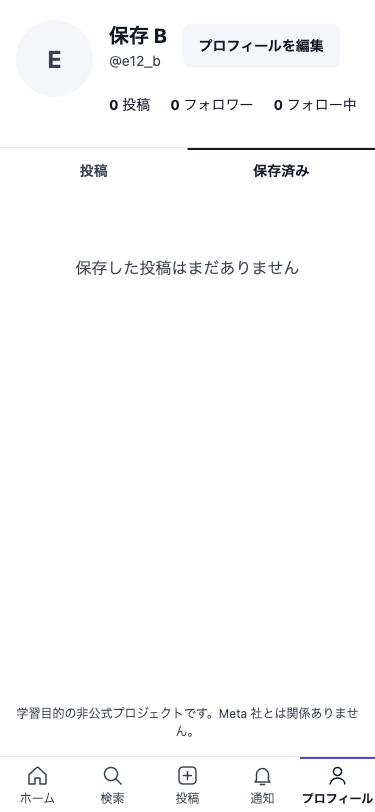 E
保存 B
プロフィールを編集
@e12_b
0 投稿 0 フォロワー 0 フォロー中
投稿 保存済み
保存した投稿はまだありません
学習目的の非公式プロジェクトです。Meta 社とは関係ありませ
ん。
ホーム 検索 投稿 通知 プロフィール